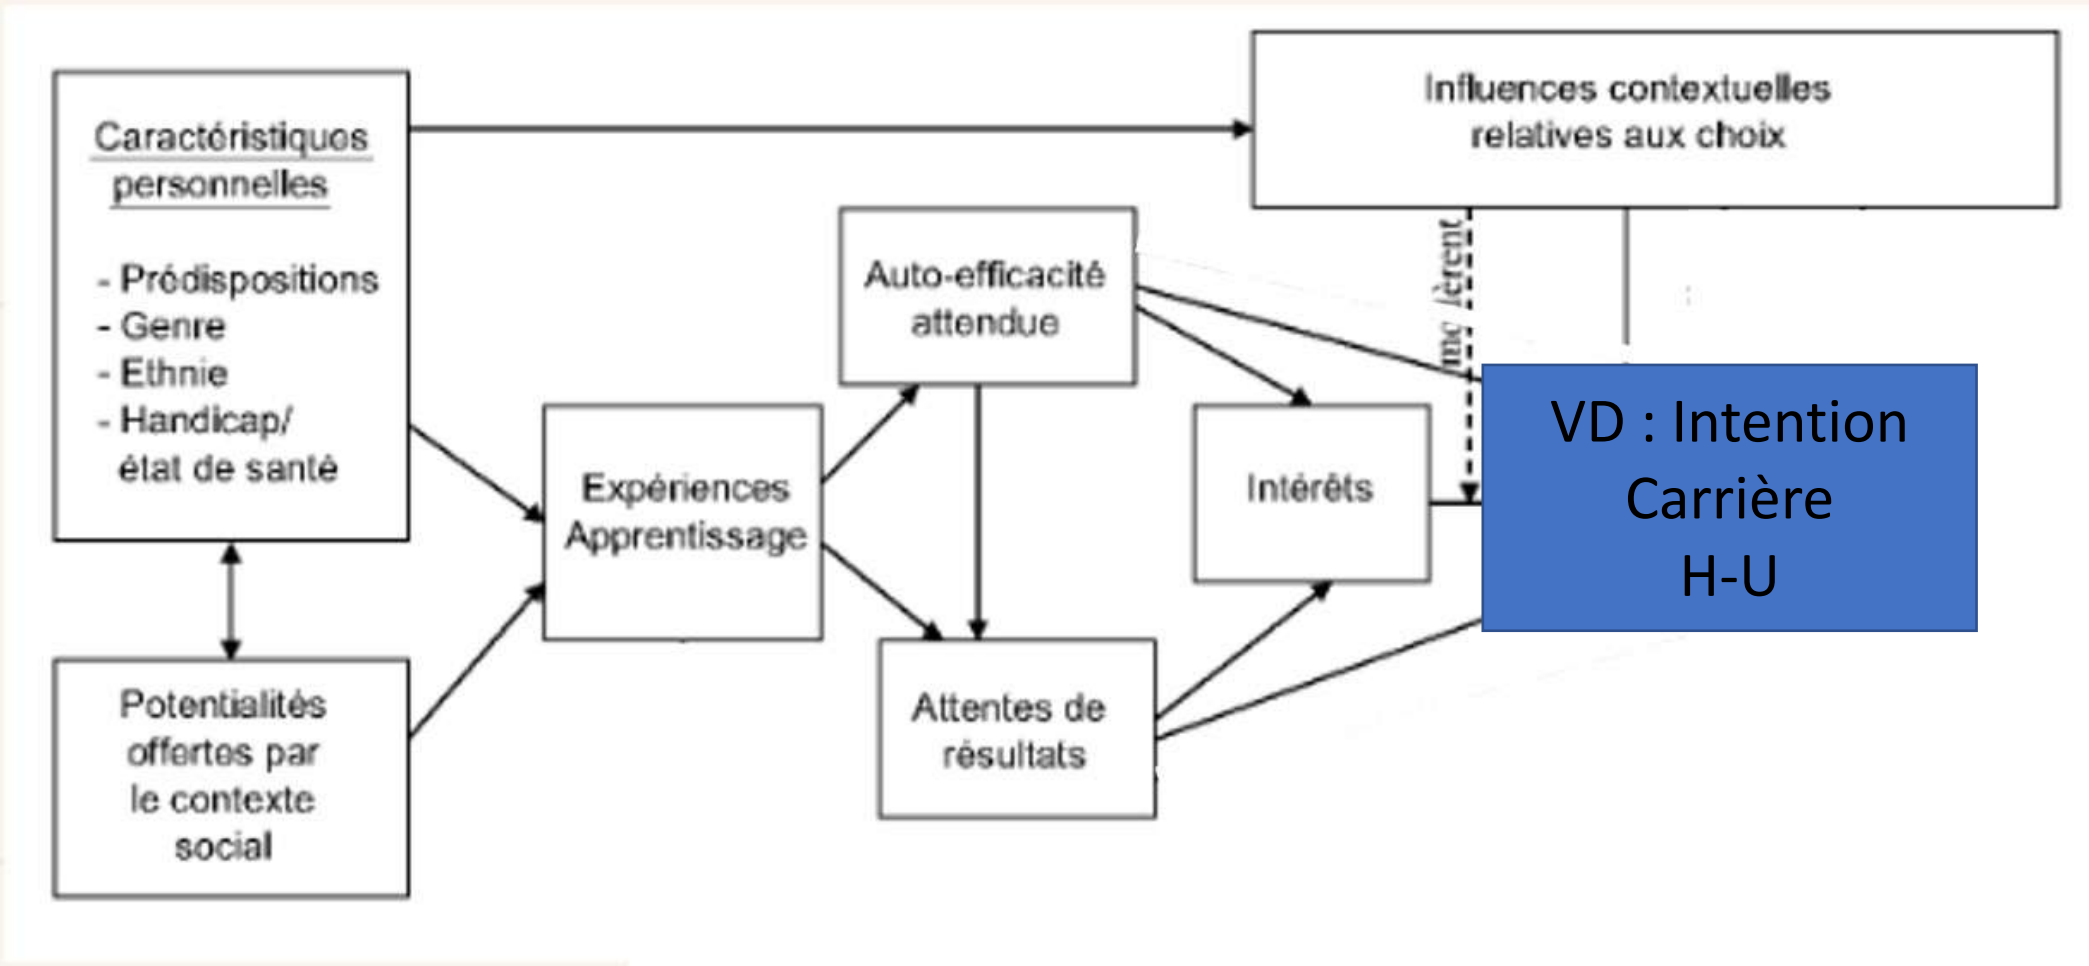 Caractéristiques
personnelles
- Prédispositions
- Genre
- Ethnie
- Handicap/
état de santé
Potentialités
offertes par
le contexte
social
Expériences
Apprentissage
Auto-efficacité
attendue
Attentes de
résultats
Intérêts
Influences contextuelles
relatives aux choix
VD : Intention
Carrière
H-U